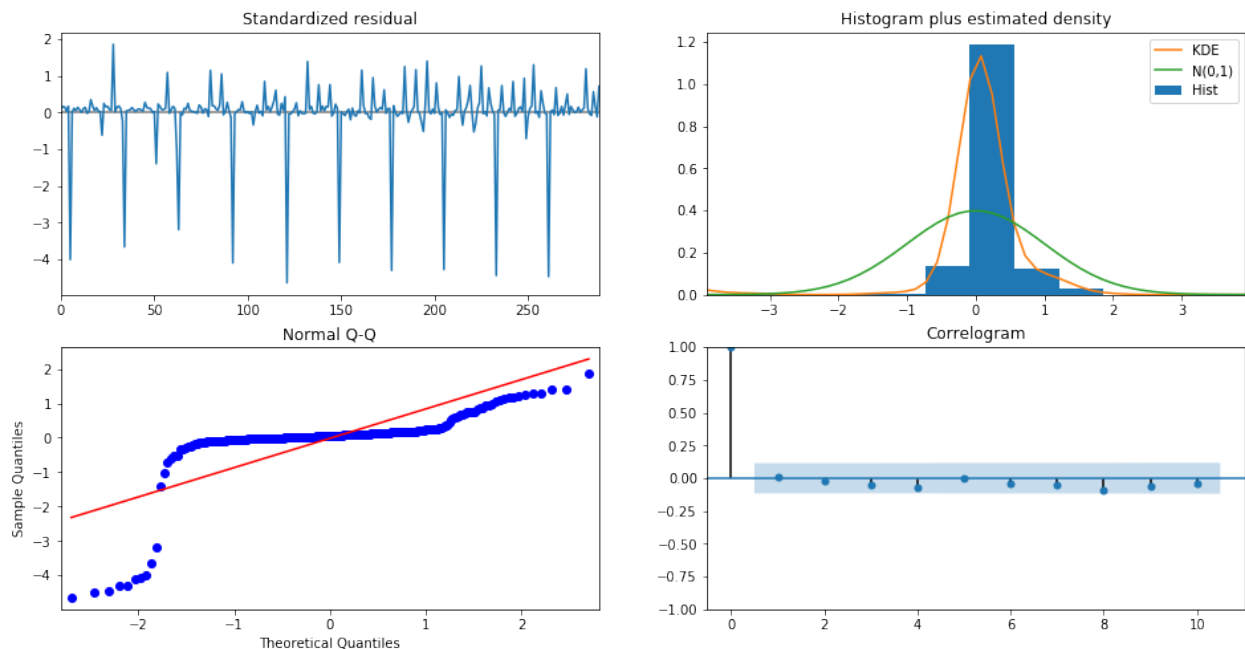 Standardized residual
2
1
0
−1
−2
−3
−4
0 50 100 150 200 250
Histogram plus estimated density
KDE
N(0,1)
Hist
1.2
1.0
0.8
0.6
0.4
0.2
0.0
−3 −2 −1 0 1 2 3
Normal Q-Q
Sample Quantiles
2
1
0
−1
−2
−3
−4
−2 −1 0 1 2
Theoretical Quantiles
Correlogram
1.00
0.75
0.50
0.25
0.00
−0.25
−0.50
−0.75
−1.00
0 2 4 6 8 10